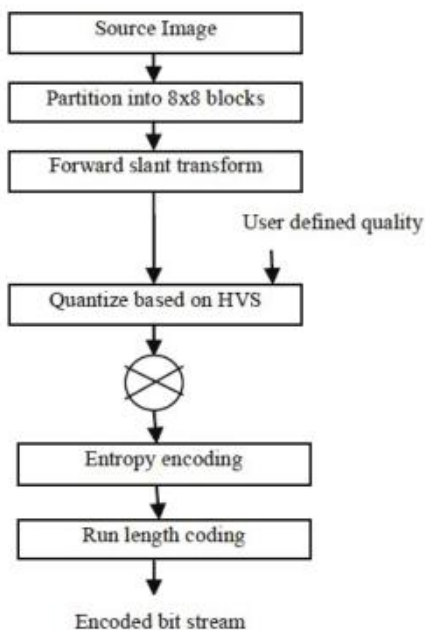 Source Image
Partition into 8x8 blocks
Forward slant transform
User defined quality
Quantize based on HVS
Entropy encoding
Run length coding
Encoded bit stream